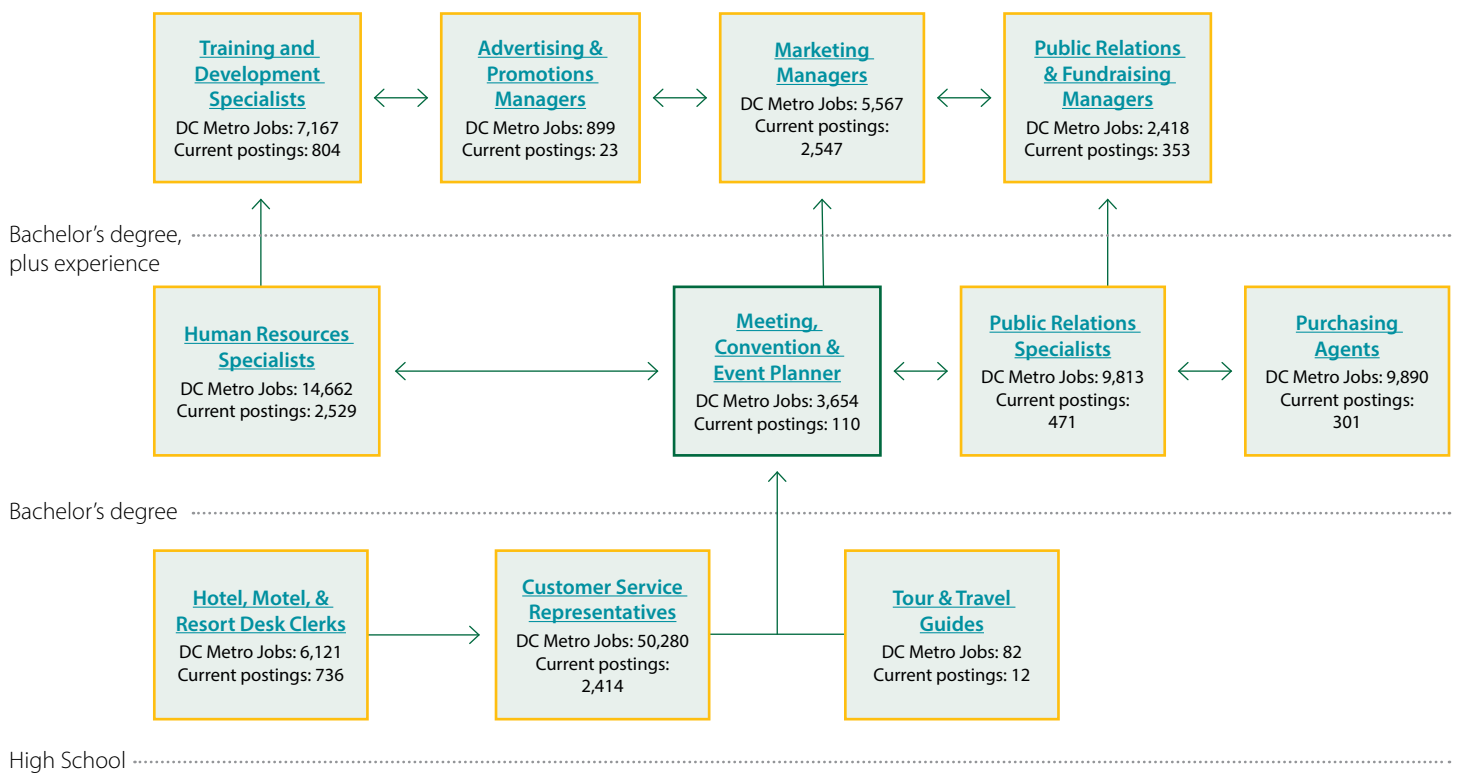 Training and
Development
Specialists
DC Metro Jobs: 7,167
Current postings: 804
Advertising &
Promotions
Managers
DC Metro Jobs: 899
Current postings: 23
Marketing
Managers
DC Metro Jobs: 5,567
Current postings:
2,547
Public Relations
& Fundraising
Managers
DC Metro Jobs: 2,418
Current postings:
353
Bachelor's degree,
plus experience
Human Resources
Specialists
DC Metro Jobs: 14,662
Current postings: 2,529
Meeting,
Convention &
Event Planner
DC Metro Jobs: 3,654
Current postings: 110
Public Relations
Specialists
DC Metro Jobs: 9,813
Current postings:
471
Purchasing
Agents
DC Metro Jobs: 9,890
Current postings:
301
Bachelor's degree
Hotel, Motel, &
Resort Desk Clerks
DC Metro Jobs: 6,121
Current postings: 736
Customer Service
Representatives
DC Metro Jobs: 50,280
Current postings:
2,414
Tour & Travel
Guides
DC Metro Jobs: 82
Current postings: 12
High School